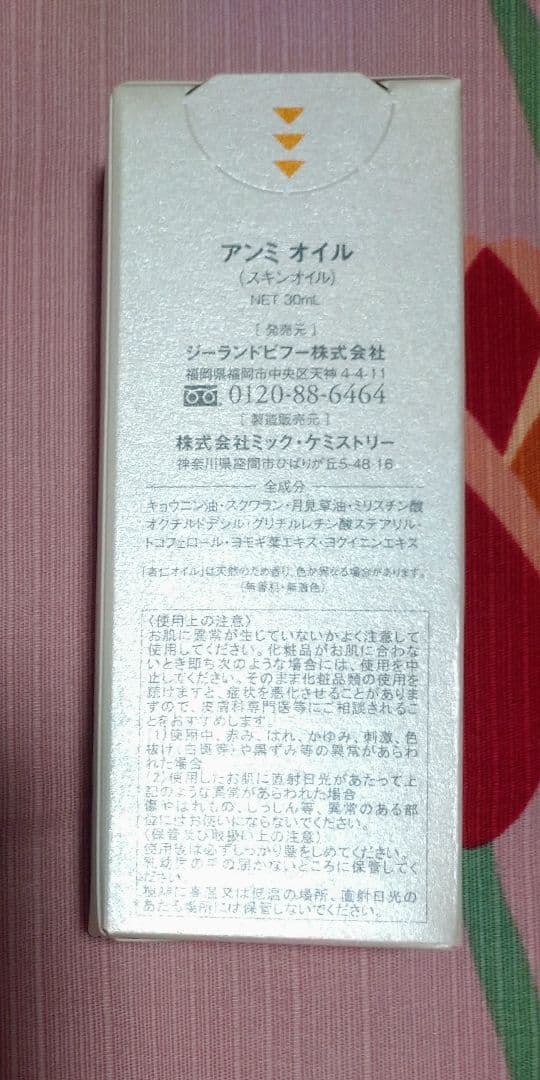 アンミ オイル
(スキンオイル)
NET 30mL
[ 発売元 ]
ジーランドビフー株式会社
福岡県福岡市中央区天神4-4-11
0120-88-6464
[ 製造販売元 ]
株式会社ミック・ケミストリー
神奈川県座間市ひばりが丘5-48-16
全成分
キョウニン油・スクワラン・月見草油・ミリスチン酸
オクチルドデシル・グリチルレチン酸ステアリル・
トコフェロール・ヨモギ葉エキス・ヨクイニンエキス
「杏仁オイル」は天然のため香り、色が異なる場合があります。
(無香料・無着色)
〈使用上の注意〉
お肌に異常が生じていないかよく注意して
使用してください。化粧品がお肌に合わな
いとき即ち次のような場合には、使用を中
止してください。そのまま化粧品類の使用を
続けますと、症状を悪化させることがありま
すので、皮膚科専門医等にご相談されるこ
とをおすすめします。
1)使用中、赤み、はれ、かゆみ、刺激、色
抜け(白斑等)や黒ずみ等の異常があらわ
れた場合
2)使用したお肌に直射日光があたって上
記のような異常があらわれた場合
傷やはれもの、しっしん等、異常のある部
位にはお使いにならないでください。
〈保管及び取扱い上の注意〉
使用後は必ずしっかり蓋をしめてください。
乳幼児の手の届かないところに保管してく
ださい。
極端に高温又は低温の場所、直射日光の
あたる場所には保管しないでください。